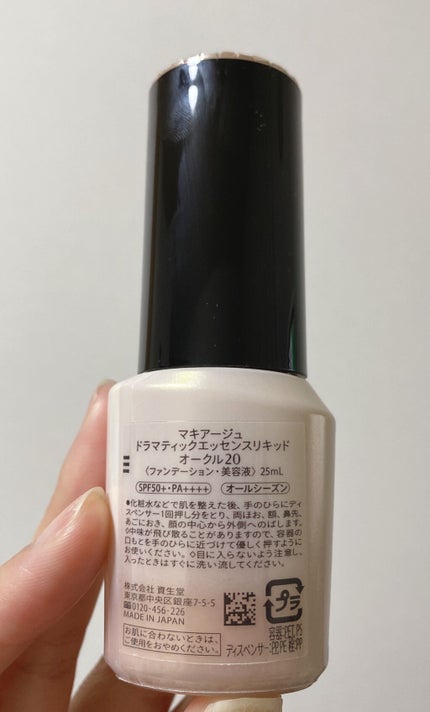 マキアージュ
ドラマティックエッセンスリキッド
オークル20
〈ファンデーション・美容液〉25mL
SPF50+・PA++++ オールシーズン
●化粧水などで肌を整えた後、手のひらにディ
スペンサー1回押し分をとり、両ほお、額、鼻先、
あごにおき、顔の中心から外側へのばします。
◇中味が飛び散ることがありますので、容器の
口もとを手のひらに近づけて優しく押すように
お使いください。◇目に入らないよう注意し、
入ったときはすぐに洗い流してください。
株式会社 資生堂
東京都中央区銀座7-5-5
0120-456-226
MADE IN JAPAN
お肌に合わないときは、
ご使用をおやめください。
プラ
容器:PET,PS
ディスペンサー:PP,PE 栓:PP